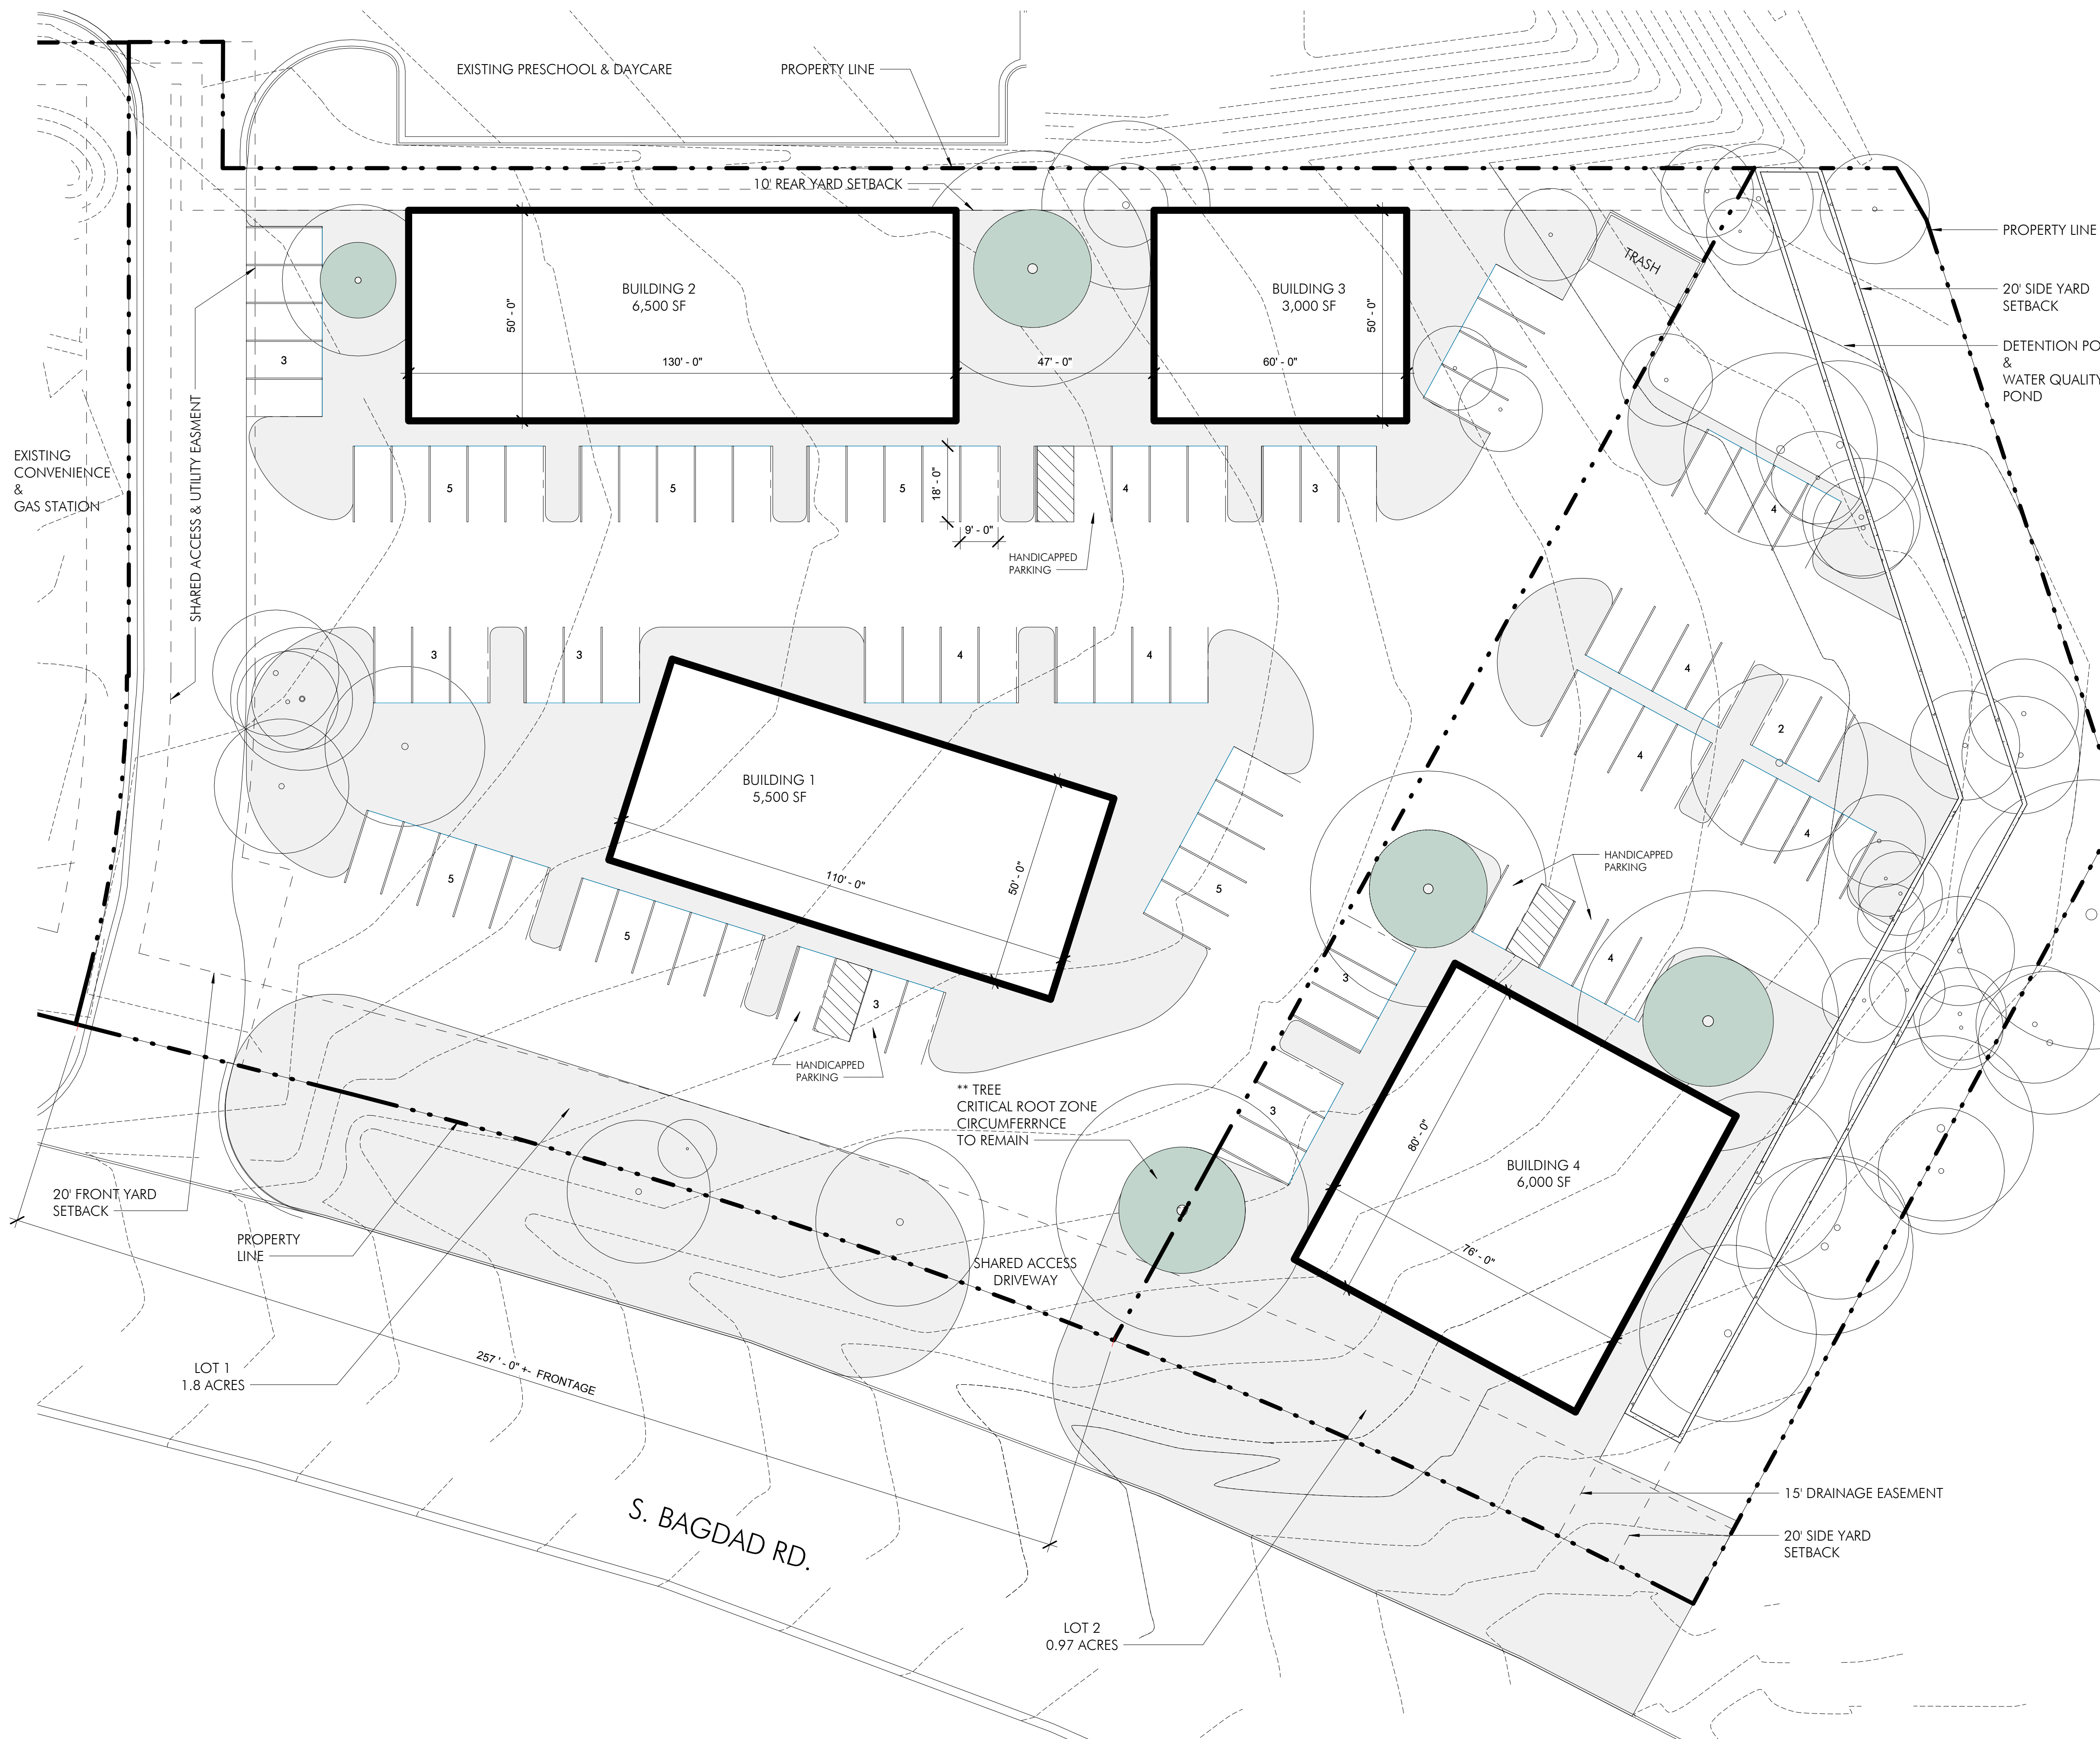 EXISTING PRESCHOOL & DAYCARE
PROPERTY LINE
10' REAR YARD SETBACK
PROPERTY LINE
20' SIDE YARD
SETBACK
DETENTION PO
&
WATER QUALITY
POND
TRASH
BUILDING 2
6,500 SF
50' - 0"
130' - 0"
47' - 0"
BUILDING 3
3,000 SF
50' - 0"
60' - 0"
3
SHARED ACCESS & UTILITY EASMENT
EXISTING
CONVENIENCE
&
GAS STATION
5
5
5
18' - 0"
9' - 0"
4
3
HANDICAPPED
PARKING
4
3
3
4
4
4
4
2
4
BUILDING 1
5,500 SF
110' - 0"
50' - 0"
5
5
5
3
HANDICAPPED
PARKING
HANDICAPPED
PARKING
4
3
3
** TREE
CRITICAL ROOT ZONE
CIRCUMFERRNCE
TO REMAIN
80' - 0"
BUILDING 4
6,000 SF
76' - 0"
20' FRONT YARD
SETBACK
PROPERTY
LINE
SHARED ACCESS
DRIVEWAY
LOT 1
1.8 ACRES
257 ' - 0" +- FRONTAGE
S. BAGDAD RD.
15' DRAINAGE EASEMENT
20' SIDE YARD
SETBACK
LOT 2
0.97 ACRES